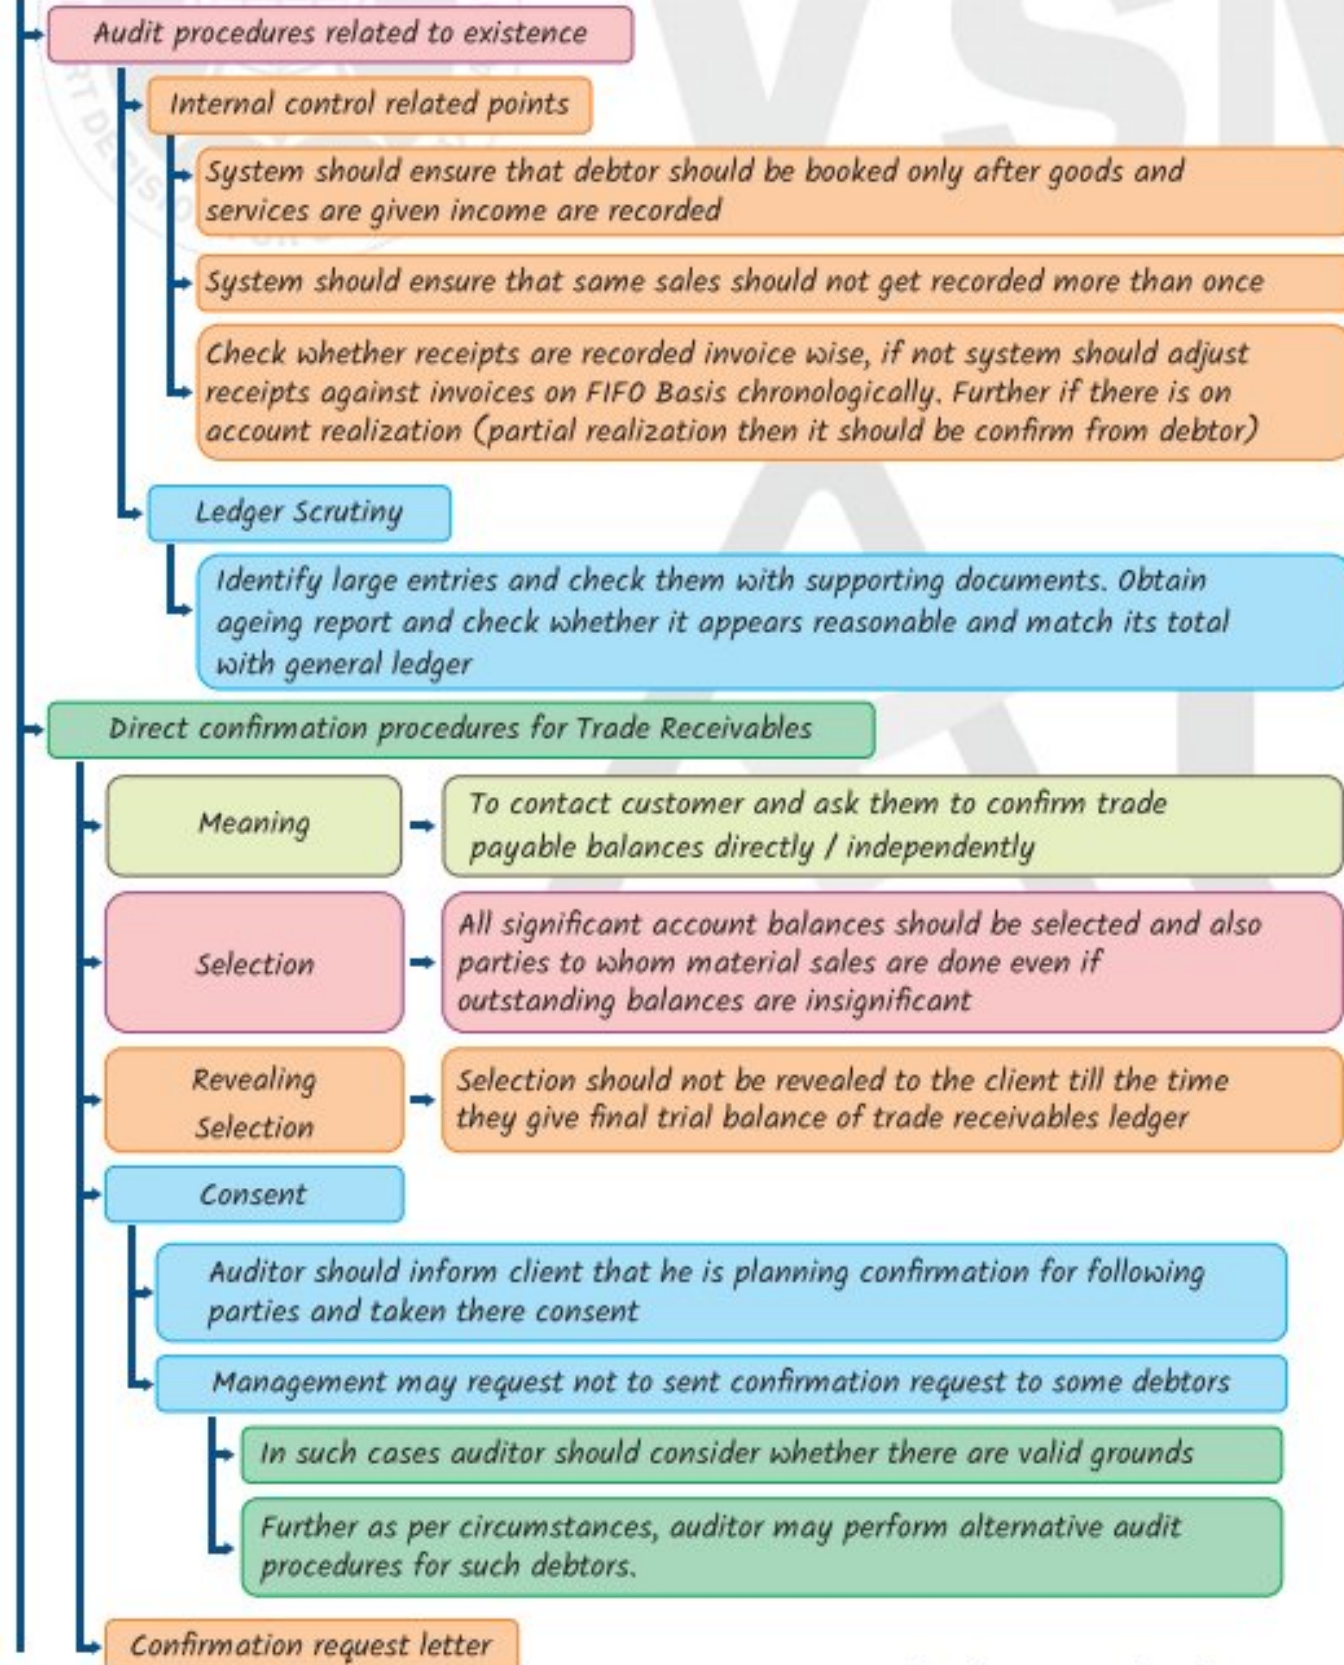 Audit procedures related to existence
Internal control related points
System should ensure that debtor should be booked only after goods and
services are given income are recorded
System should ensure that same sales should not get recorded more than once
Check whether receipts are recorded invoice wise, if not system should adjust
receipts against invoices on FIFO Basis chronologically. Further if there is on
account realization (partial realization then it should be confirm from debtor)
Ledger Scrutiny
Identify large entries and check them with supporting documents. Obtain
ageing report and check whether it appears reasonable and match its total
with general ledger
Direct confirmation procedures for Trade Receivables
Meaning
To contact customer and ask them to confirm trade
payable balances directly / independently
Selection
All significant account balances should be selected and also
parties to whom material sales are done even if
outstanding balances are insignificant
Revealing
Selection
Selection should not be revealed to the client till the time
they give final trial balance of trade receivables ledger
Consent
Auditor should inform client that he is planning confirmation for following
parties and taken there consent
Management may request not to sent confirmation request to some debtors
In such cases auditor should consider whether there are valid grounds
Further as per circumstances, auditor may perform alternative audit
procedures for such debtors.
Confirmation request letter